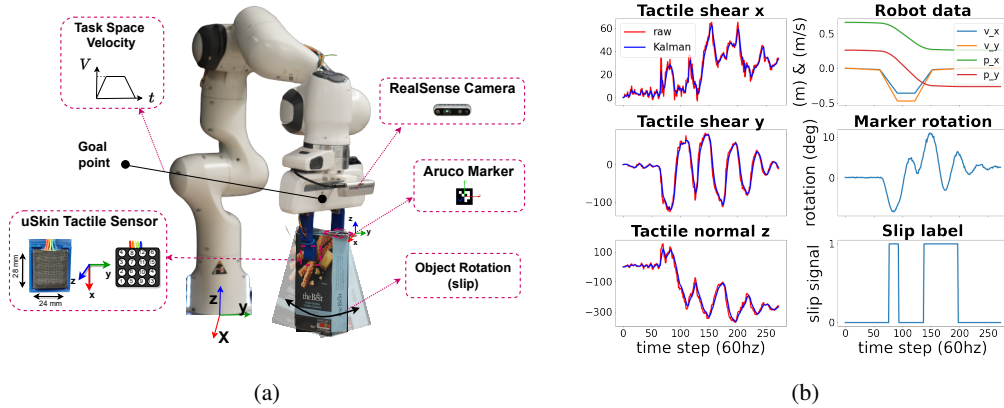 Task Space
Velocity
V
t
RealSense Camera
Goal
point
Aruco Marker
uSkin Tactile Sensor
28 mm
24 mm
z
y
x
z
y
x
z
y
x
theBest
Object Rotation
(slip)
(a)
Tactile shear x
raw
Kalman
60
40
20
0
Robot data
v_x
v_y
p_x
p_y
(m) & (m/s)
0.5
0.0
−0.5
Tactile shear y
0
−100
Marker rotation
rotation (deg)
10
0
Tactile normal z
100
0
−100
−300
0 50 100 150 200 250
time step (60hz)
Slip label
slip signal
1
0
0 50 100 150 200 250
time step (60hz)
(b)